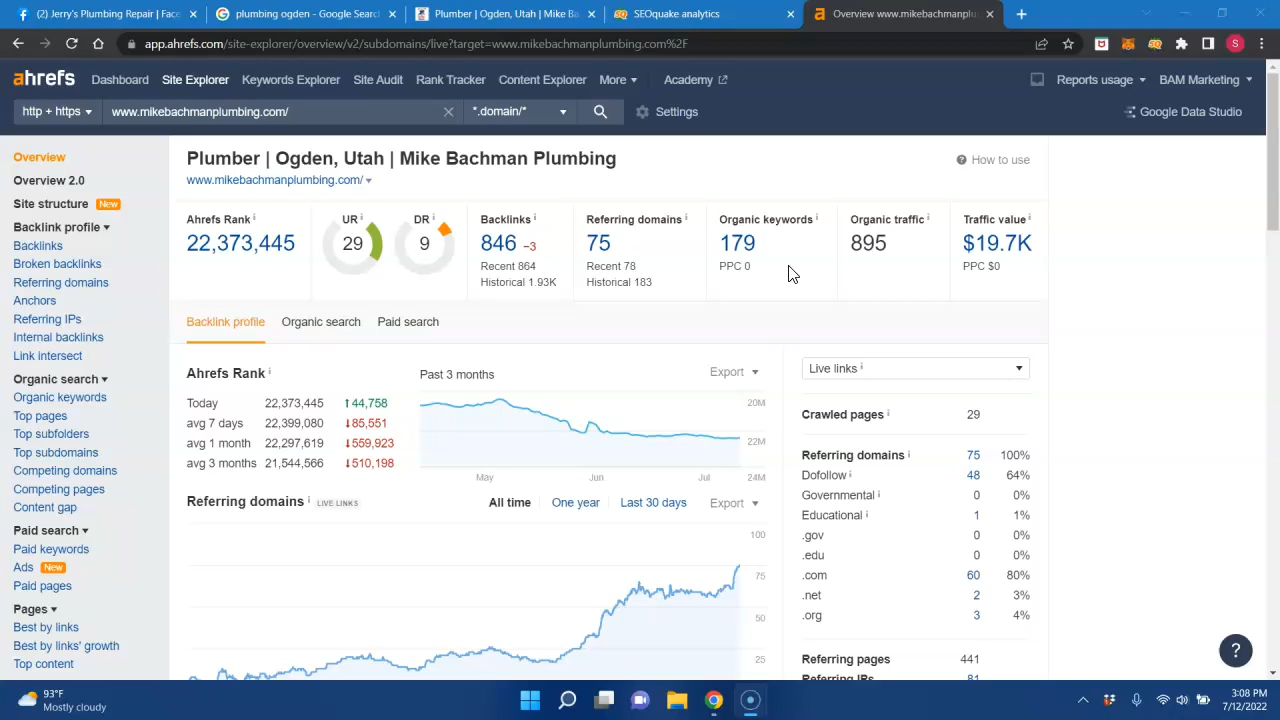 (2) Jerry's Plumbing Repair | Face
plumbing ogden - Google Search
Plumber | Ogden, Utah | Mike Ba
SEOquake analytics
Overview www.mikebachmanplu
app.ahrefs.com/site-explorer/overview/v2/subdomains/live?target=www.mikebachmanplumbing.com%2F
S
ahrefs
Dashboard
Site Explorer
Keywords Explorer
Site Audit
Rank Tracker
Content Explorer
More
Academy
Reports usage
BAM Marketing
http + https
www.mikebachmanplumbing.com/
*.domain/*
Settings
Google Data Studio
Overview
Overview 2.0
Site structure New
Backlink profile
Backlinks
Broken backlinks
Referring domains
Anchors
Referring IPs
Internal backlinks
Link intersect
Organic search
Organic keywords
Top pages
Top subfolders
Top subdomains
Competing domains
Competing pages
Content gap
Paid search
Paid keywords
Ads New
Paid pages
Pages
Best by links
Best by links' growth
Top content
Plumber | Ogden, Utah | Mike Bachman Plumbing
How to use
www.mikebachmanplumbing.com/
Ahrefs Rank
22,373,445
UR
29
DR
9
Backlinks
846 –3
Recent 864
Historical 1.93K
Referring domains
75
Recent 78
Historical 183
Organic keywords
179
PPC 0
Organic traffic
895
Traffic value
$19.7K
PPC $0
Backlink profile
Organic search
Paid search
Ahrefs Rank
Past 3 months
Export
Today 22,373,445 ↑44,758
avg 7 days 22,399,080 ↓85,551
avg 1 month 22,297,619 ↓559,923
avg 3 months 21,544,566 ↓510,198
20M
22M
24M
May Jun Jul
Referring domains LIVE LINKS
All time
One year
Last 30 days
Export
100
75
50
25
Live links
Crawled pages 29
Referring domains 75 100%
Dofollow 48 64%
Governmental 0 0%
Educational 1 1%
.gov 0 0%
.edu 0 0%
.com 60 80%
.net 2 3%
.org 3 4%
Referring pages 441
Referring IPs 81
?
93°F
Mostly cloudy
3:08 PM
7/12/2022